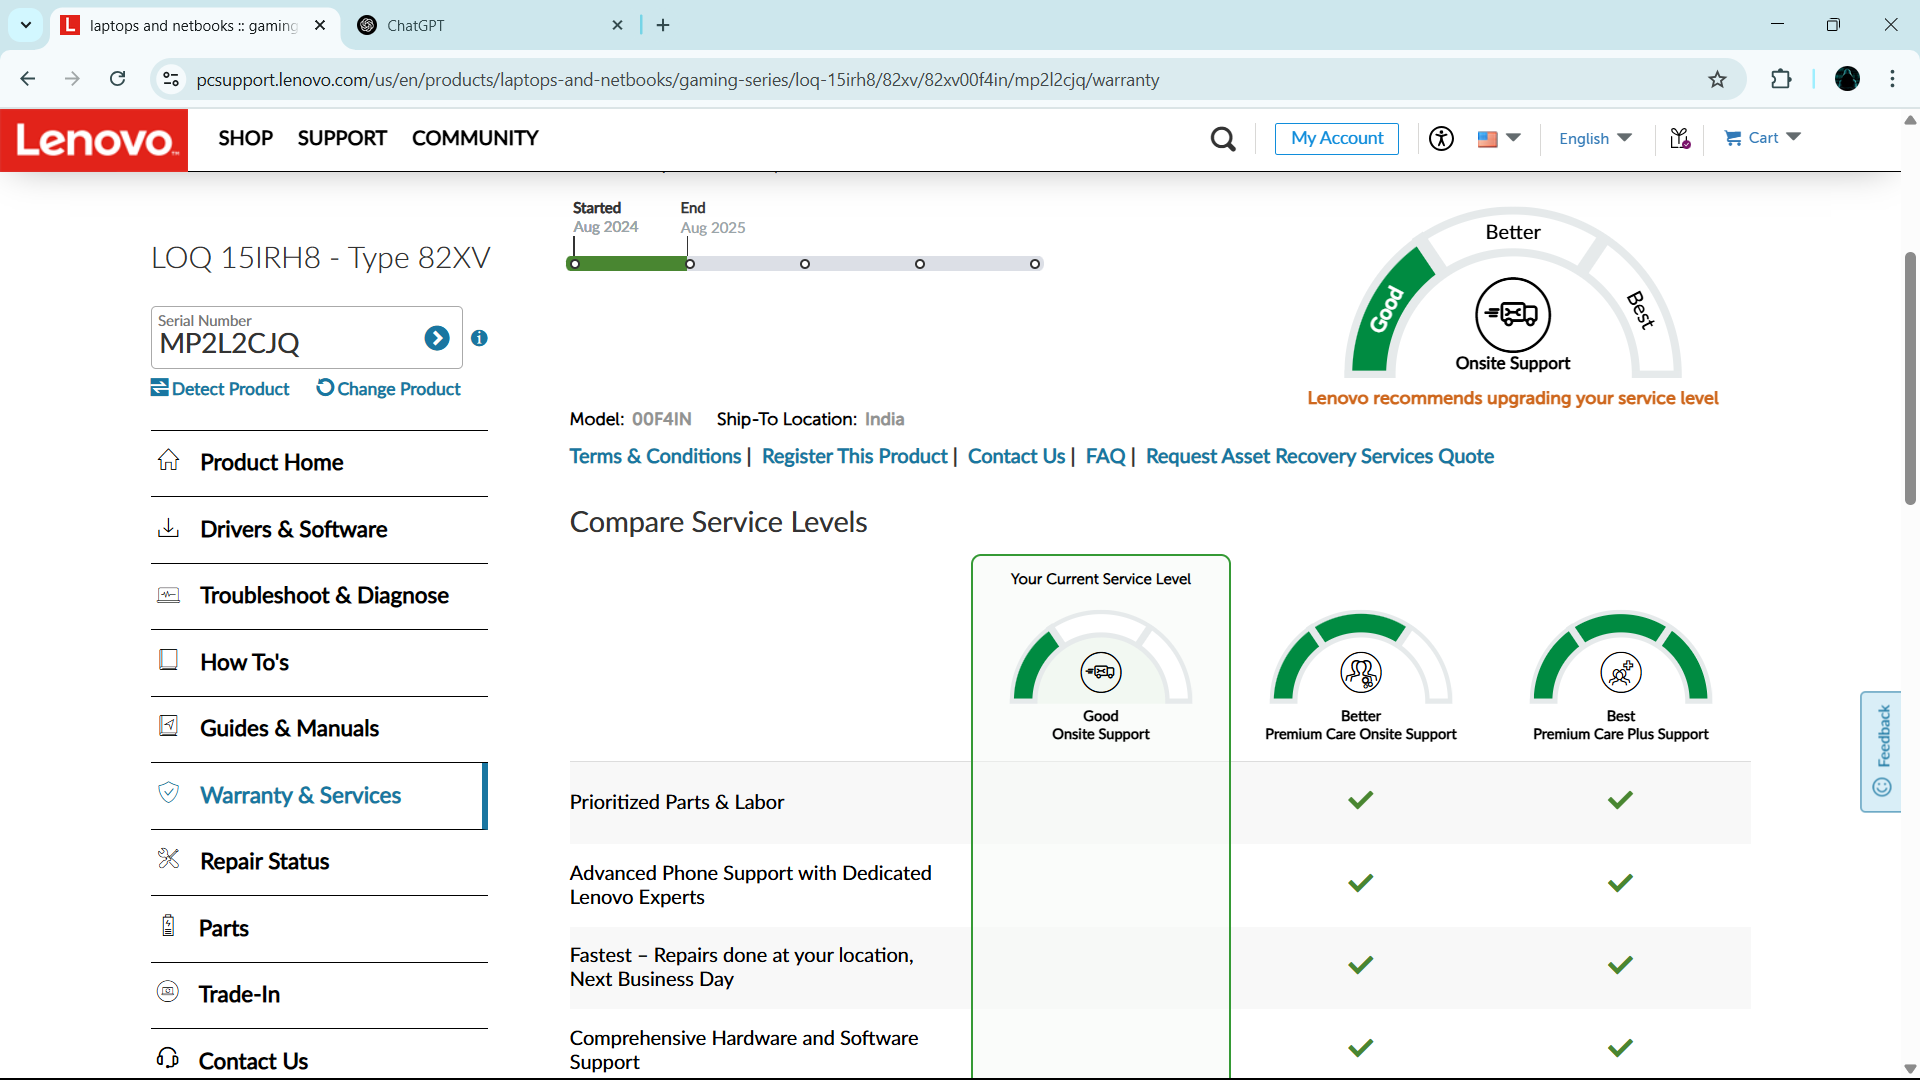 laptops and netbooks :: gaming
ChatGPT
pcsupport.lenovo.com/us/en/products/laptops-and-netbooks/gaming-series/loq-15irh8/82xv/82xv00f4in/mp2l2cjq/warranty
Lenovo
SHOP
SUPPORT
COMMUNITY
My Account
English
Cart
LOQ 15IRH8 - Type 82XV
Serial Number
MP2L2CJQ
Detect Product
Change Product
Product Home
Drivers & Software
Troubleshoot & Diagnose
How To's
Guides & Manuals
Warranty & Services
Repair Status
Parts
Trade-In
Contact Us
Started
Aug 2024
End
Aug 2025
Good
Better
Best
Onsite Support
Lenovo recommends upgrading your service level
Model: 00F4IN Ship-To Location: India
Terms & Conditions | Register This Product | Contact Us | FAQ | Request Asset Recovery Services Quote
Compare Service Levels
Your Current Service Level
Good
Onsite Support
Better
Premium Care Onsite Support
Best
Premium Care Plus Support
Prioritized Parts & Labor
Advanced Phone Support with Dedicated
Lenovo Experts
Fastest – Repairs done at your location,
Next Business Day
Comprehensive Hardware and Software
Support
Feedback